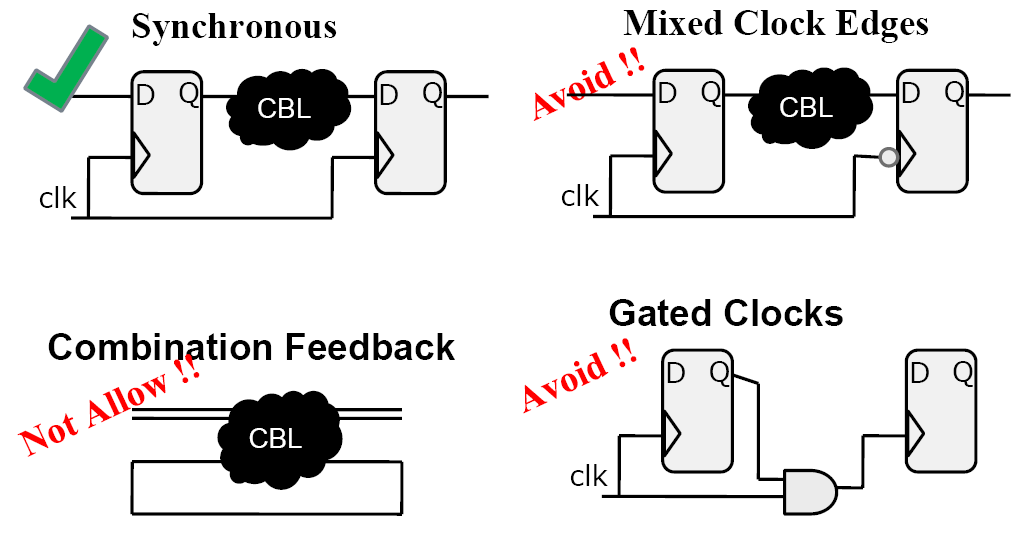 Synchronous
D Q
CBL
D Q
clk
Mixed Clock Edges
Avoid !!
D Q
CBL
D Q
clk
Combination Feedback
Not Allow !!
CBL
Gated Clocks
Avoid !!
D Q
D Q
clk